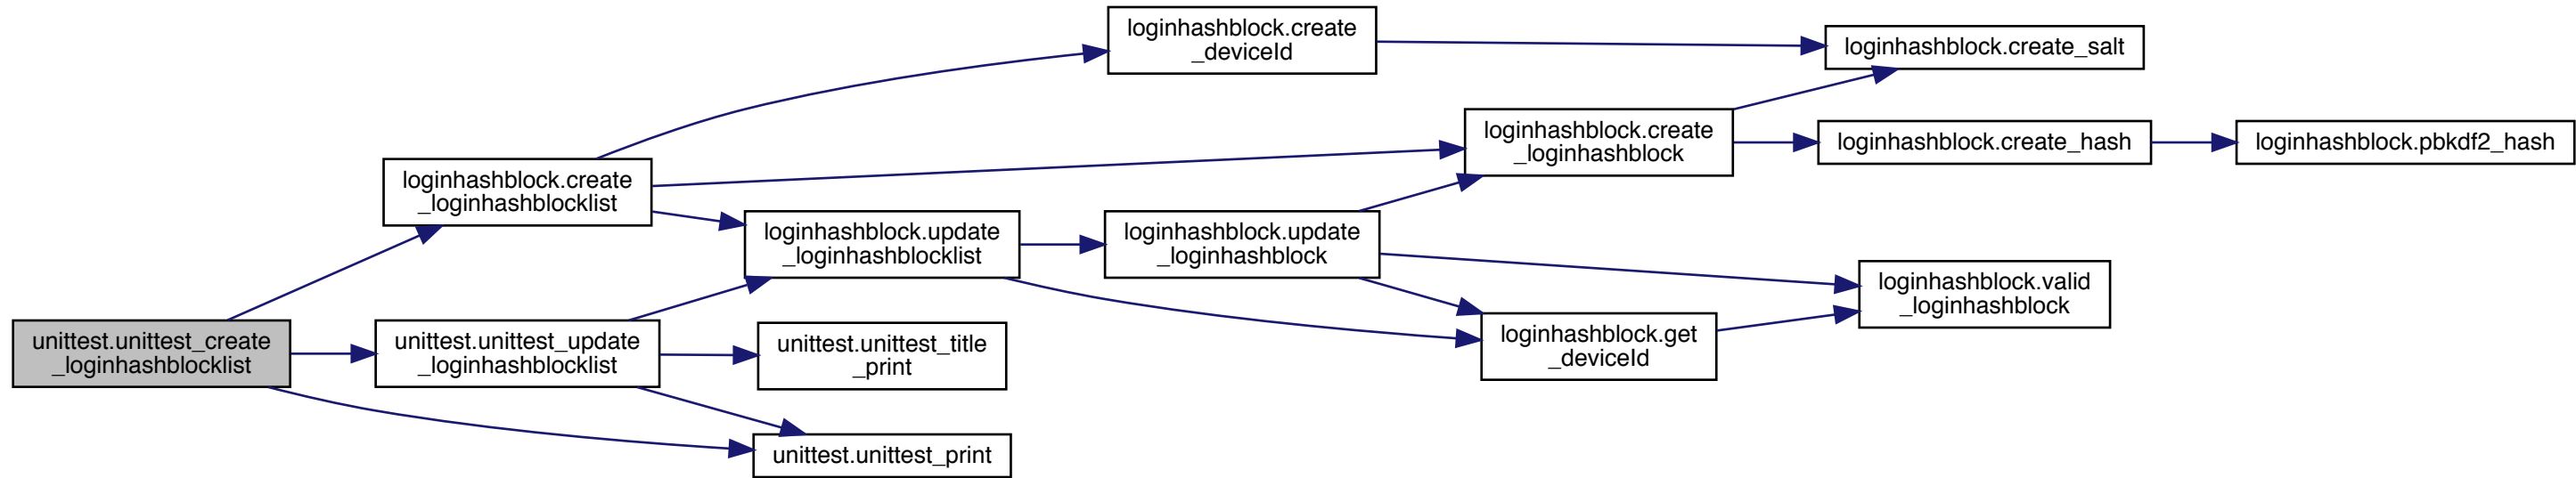 loginhashblock.create
_deviceId
loginhashblock.create_salt
loginhashblock.create
_loginhashblock
loginhashblock.create_hash
loginhashblock.pbkdf2_hash
loginhashblock.create
_loginhashblocklist
loginhashblock.update
_loginhashblocklist
loginhashblock.update
_loginhashblock
loginhashblock.valid
_loginhashblock
unittest.unittest_create
_loginhashblocklist
unittest.unittest_update
_loginhashblocklist
unittest.unittest_title
_print
loginhashblock.get
_deviceId
unittest.unittest_print